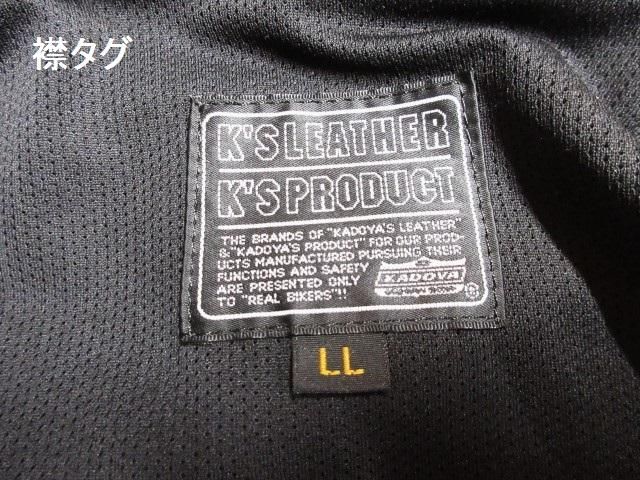 襟タグ
K'S LEATHER
K'S PRODUCT
THE BRANDS OF "KADOYA'S LEATHER"
& "KADOYA'S PRODUCT" FOR OUR PROD-
UCTS MANUFACTURED PURSUING THEIR
FUNCTIONS AND SAFETY
ARE PRESENTED ONLY
TO "REAL BIKERS"!!
KADOYA
®
LL